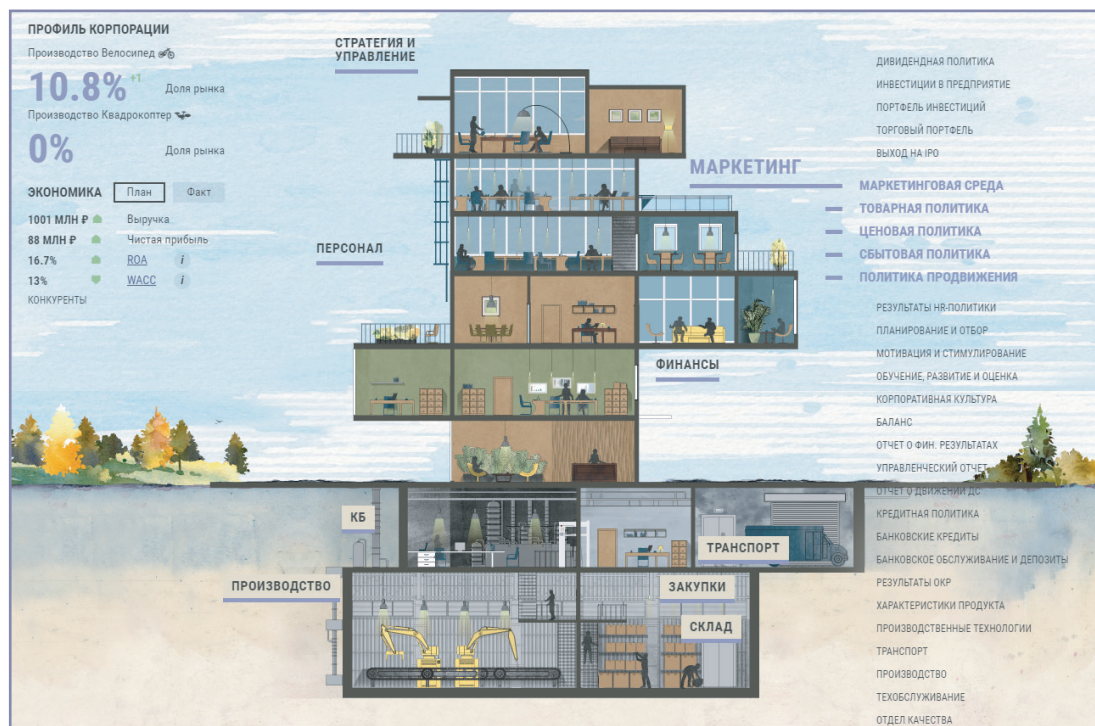 ПРОФИЛЬ КОРПОРАЦИИ
Производство Велосипед
10.8% +1
Доля рынка
Производство Квадрокоптер
0%
Доля рынка
ЭКОНОМИКА План Факт
1001 МЛН ₽ Выручка
88 МЛН ₽ Чистая прибыль
16.7% ROA i
13% WACC i
КОНКУРЕНТЫ
СТРАТЕГИЯ И
УПРАВЛЕНИЕ
ПЕРСОНАЛ
ФИНАНСЫ
КБ
ТРАНСПОРТ
ПРОИЗВОДСТВО
ЗАКУПКИ
СКЛАД
ДИВИДЕНДНАЯ ПОЛИТИКА
ИНВЕСТИЦИИ В ПРЕДПРИЯТИЕ
ПОРТФЕЛЬ ИНВЕСТИЦИЙ
ТОРГОВЫЙ ПОРТФЕЛЬ
ВЫХОД НА IPO
МАРКЕТИНГ
МАРКЕТИНГОВАЯ СРЕДА
ТОВАРНАЯ ПОЛИТИКА
ЦЕНОВАЯ ПОЛИТИКА
СБЫТОВАЯ ПОЛИТИКА
ПОЛИТИКА ПРОДВИЖЕНИЯ
РЕЗУЛЬТАТЫ HR-ПОЛИТИКИ
ПЛАНИРОВАНИЕ И ОТБОР
МОТИВАЦИЯ И СТИМУЛИРОВАНИЕ
ОБУЧЕНИЕ, РАЗВИТИЕ И ОЦЕНКА
КОРПОРАТИВНАЯ КУЛЬТУРА
БАЛАНС
ОТЧЕТ О ФИН. РЕЗУЛЬТАТАХ
УПРАВЛЕНЧЕСКИЙ ОТЧЕТ
ОТЧЕТ О ДВИЖЕНИИ ДС
КРЕДИТНАЯ ПОЛИТИКА
БАНКОВСКИЕ КРЕДИТЫ
БАНКОВСКОЕ ОБСЛУЖИВАНИЕ И ДЕПОЗИТЫ
РЕЗУЛЬТАТЫ ОКР
ХАРАКТЕРИСТИКИ ПРОДУКТА
ПРОИЗВОДСТВЕННЫЕ ТЕХНОЛОГИИ
ТРАНСПОРТ
ПРОИЗВОДСТВО
ТЕХОБСЛУЖИВАНИЕ
ОТДЕЛ КАЧЕСТВА